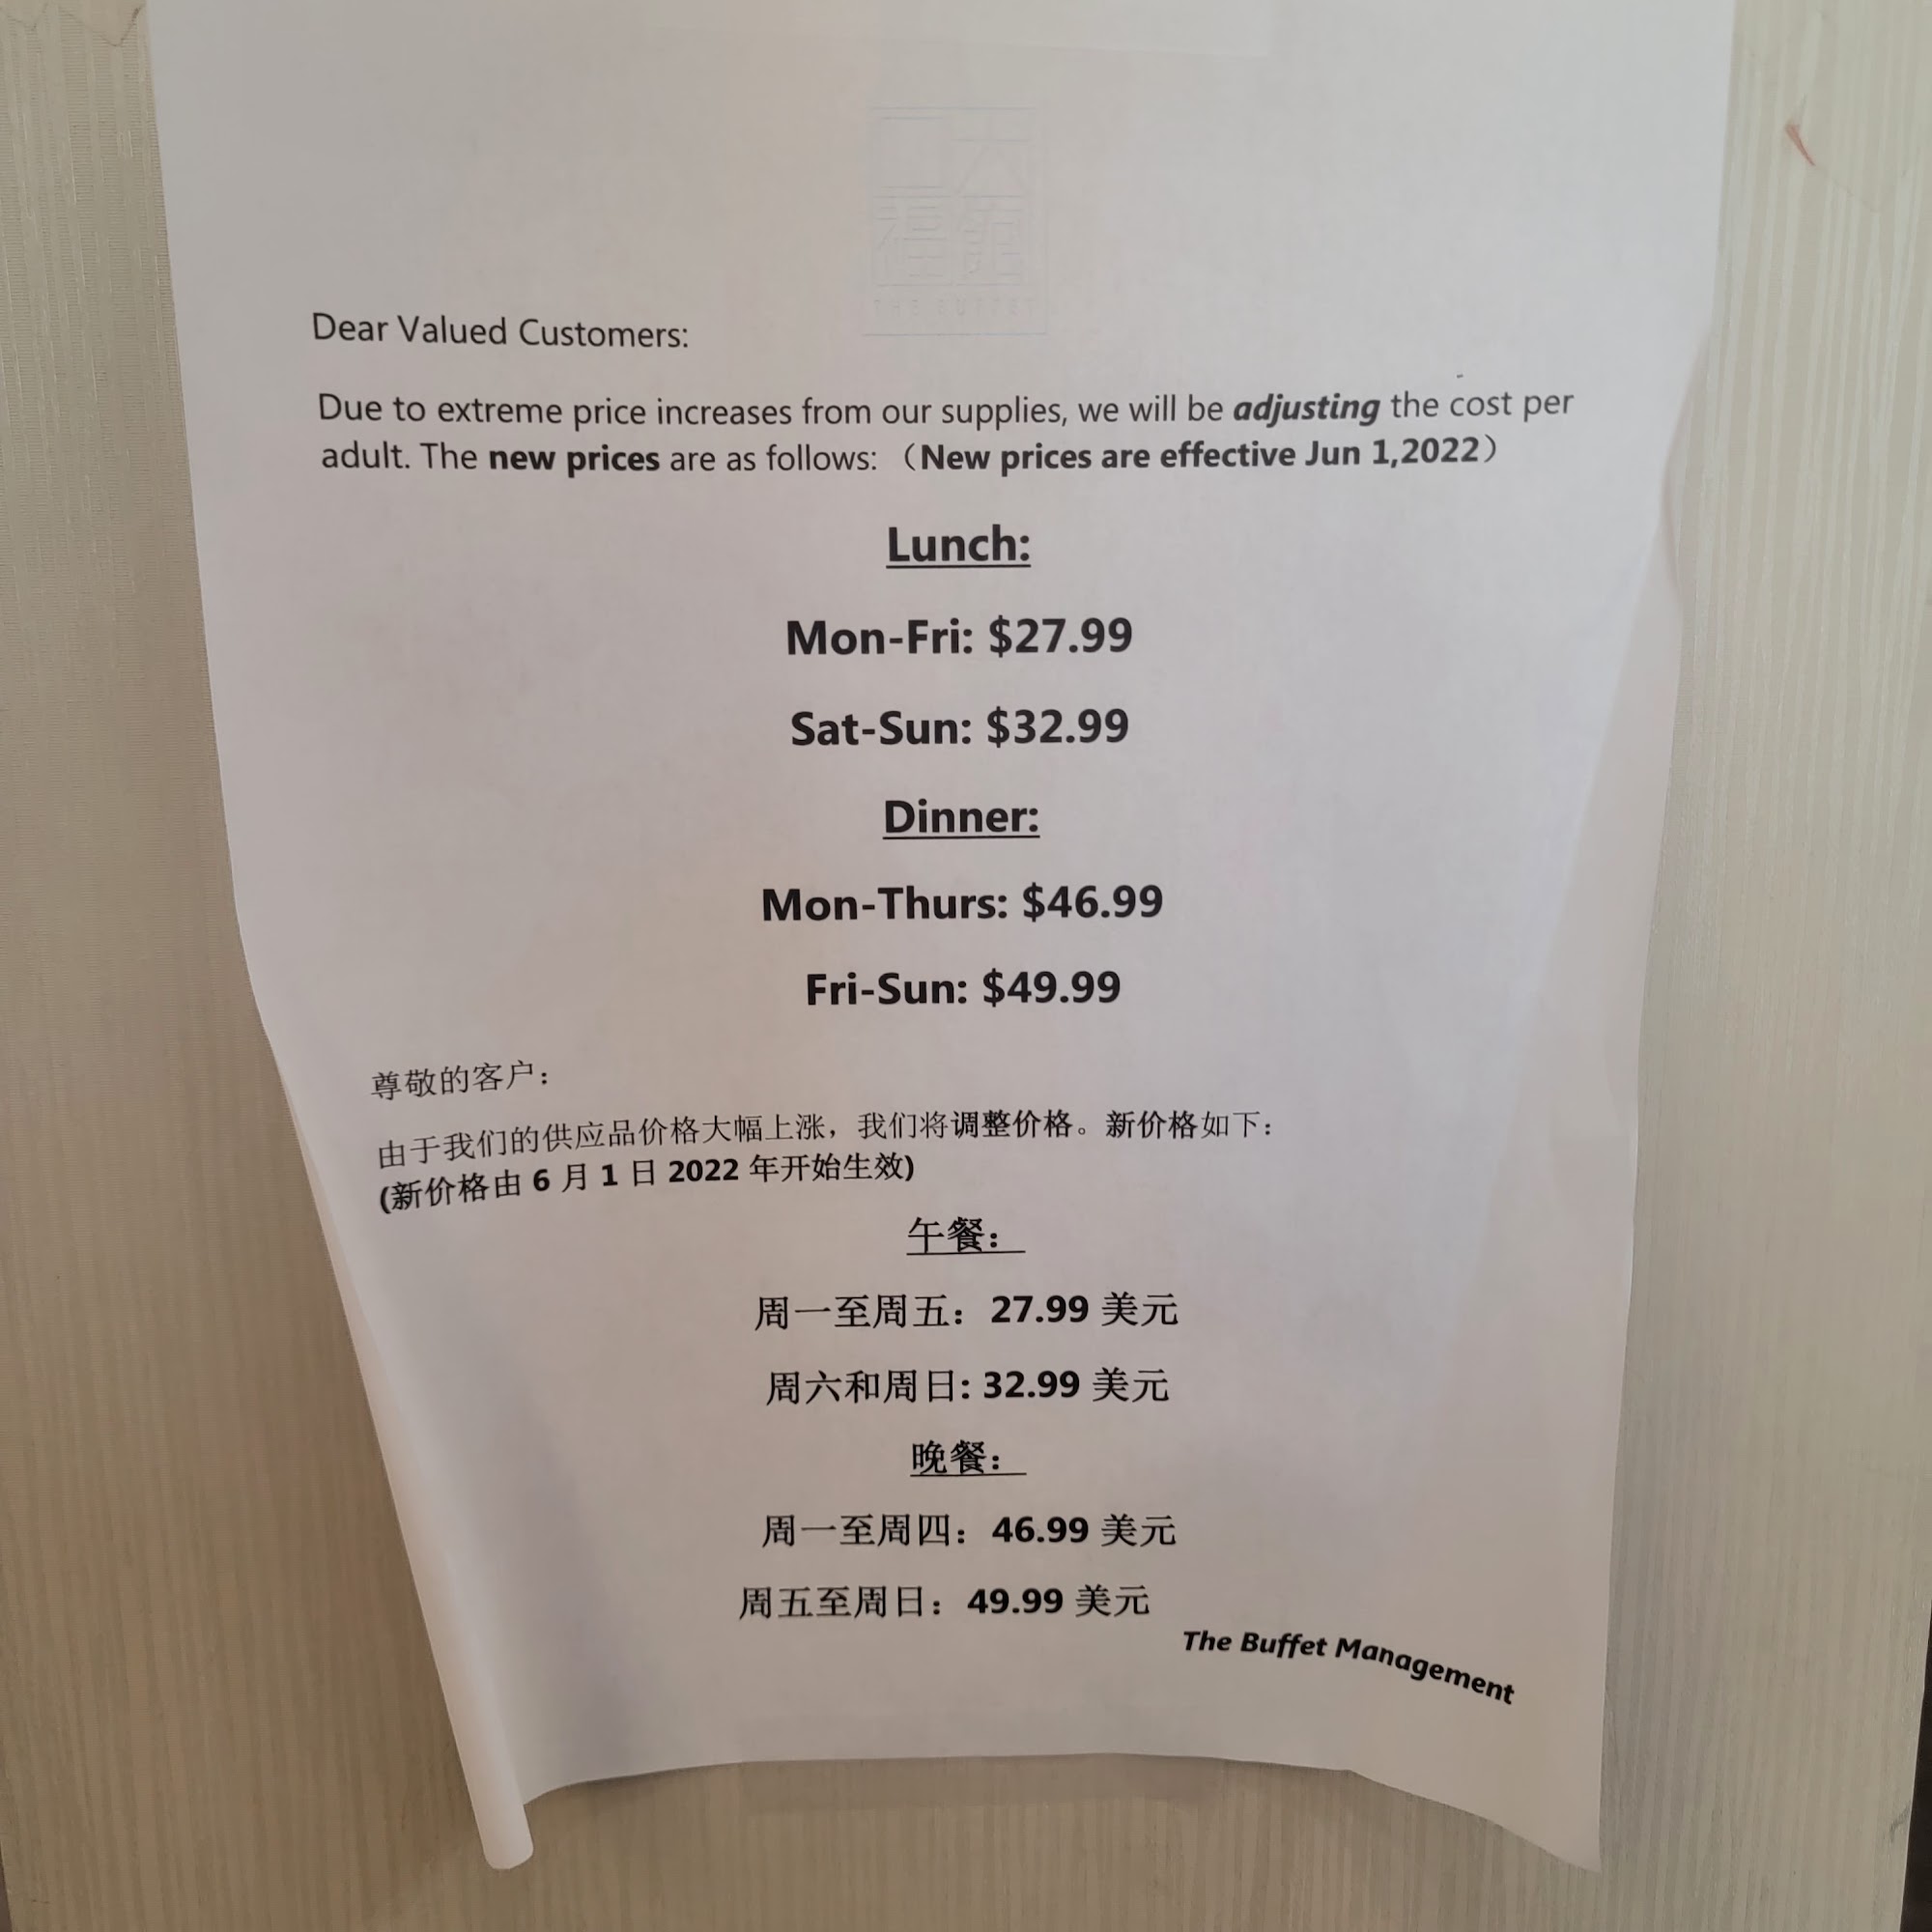 Dear Valued Customers:
Due to extreme price increases from our supplies, we will be adjusting the cost per
adult. The new prices are as follows: （New prices are effective Jun 1,2022）
Lunch:
Mon-Fri: $27.99
Sat-Sun: $32.99
Dinner:
Mon-Thurs: $46.99
Fri-Sun: $49.99
尊敬的客户：
由于我们的供应品价格大幅上涨，我们将调整价格。新价格如下：
(新价格由 6 月 1 日 2022 年开始生效)
午餐：
周一至周五：27.99 美元
周六和周日: 32.99 美元
晚餐：
周一至周四：46.99 美元
周五至周日：49.99 美元
The Buffet Management